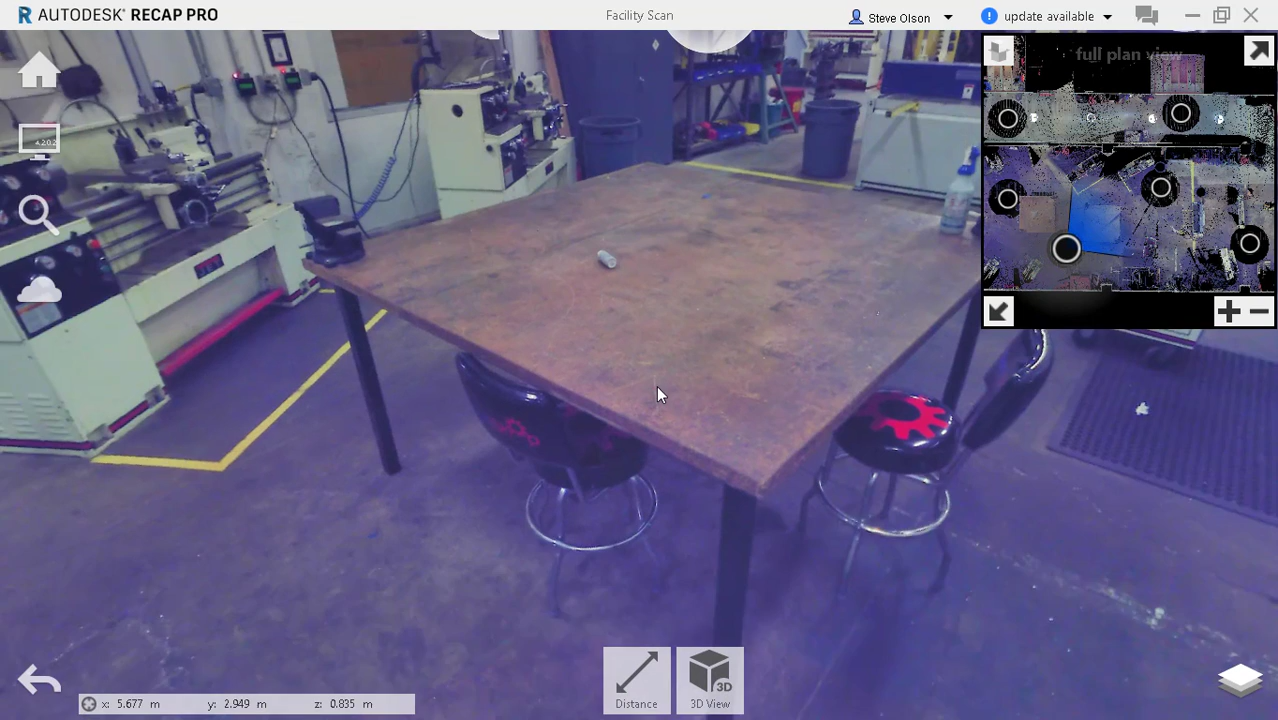 AUTODESK® RECAP PRO
Facility Scan
Steve Olson
update available
full plan view
x: 5.677 m y: 2.949 m z: 0.835 m
Distance
3D
3D View